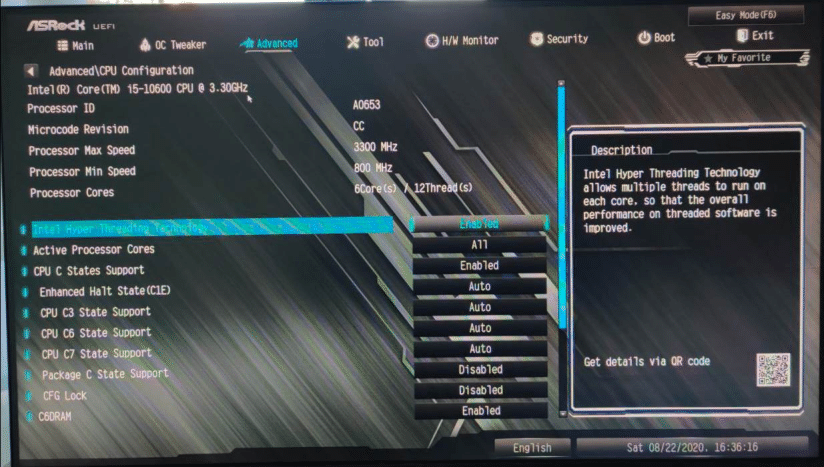 ASRock UEFI
Easy Mode(F6)
Main
OC Tweaker
Advanced
Tool
H/W Monitor
Security
Boot
Exit
My Favorite
Advanced\CPU Configuration
Intel(R) Core(TM) i5-10600 CPU @ 3.30GHz
Processor ID A0653
Microcode Revision CC
Processor Max Speed 3300 MHz
Processor Min Speed 800 MHz
Processor Cores 6Core(s) / 12Thread(s)
Intel Hyper Threading Technology Enabled
Active Processor Cores All
CPU C States Support Enabled
Enhanced Halt State(C1E) Auto
CPU C3 State Support Auto
CPU C6 State Support Auto
CPU C7 State Support Auto
Package C State Support Disabled
CFG Lock Disabled
C6DRAM Enabled
Description
Intel Hyper Threading Technology
allows multiple threads to run on
each core, so that the overall
performance on threaded software is
improved.
Get details via QR code
English
Sat 08/22/2020. 16:36:16